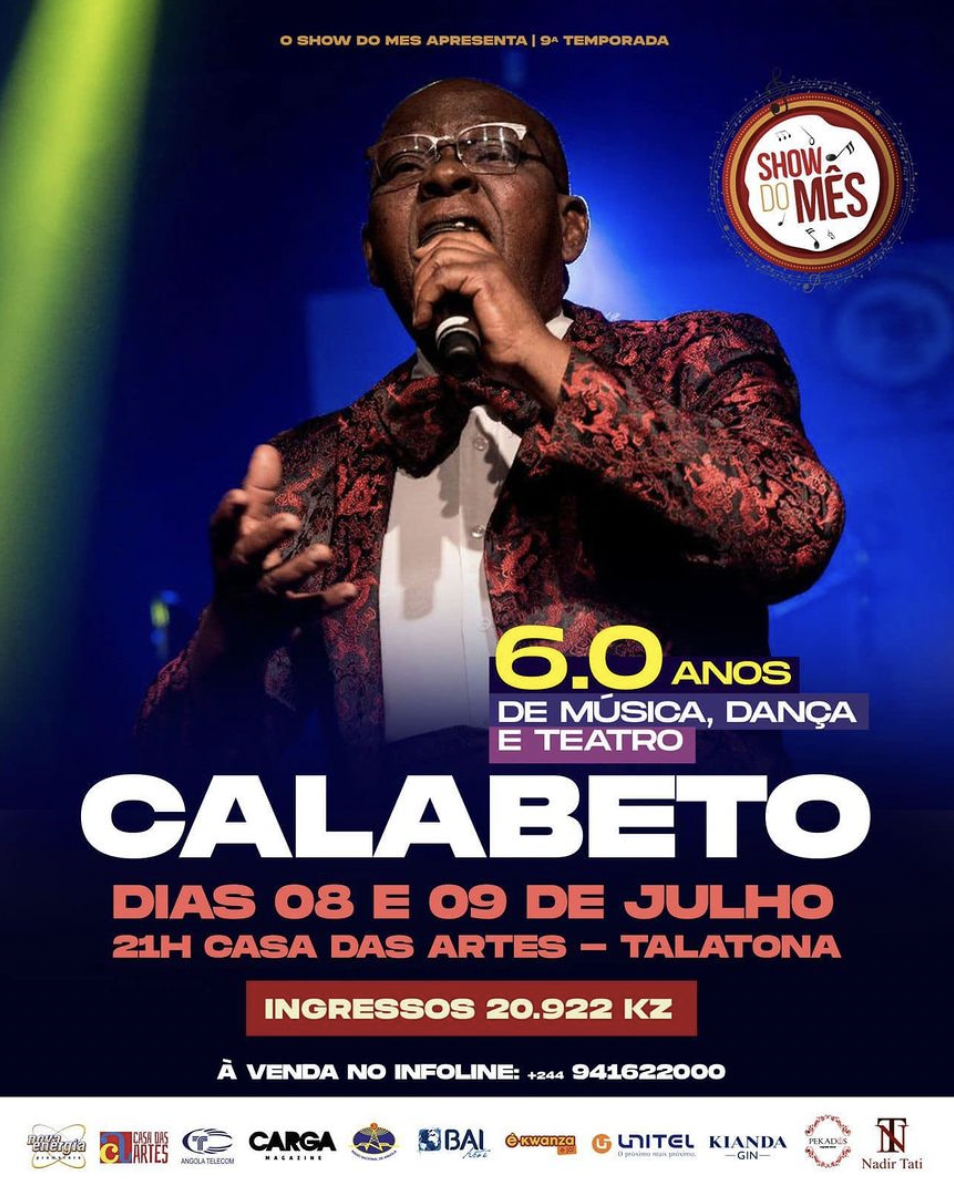 O SHOW DO MES APRESENTA | 9ª TEMPORADA
SHOW
DO MÊS
6.0 ANOS
DE MÚSICA, DANÇA
E TEATRO
CALABETO
DIAS 08 E 09 DE JULHO
21H CASA DAS ARTES – TALATONA
INGRESSOS 20.922 KZ
À VENDA NO INFOLINE: +244 941622000
nova energia
CASA DAS ARTES
ANGOLA TELECOM
CARGA
MAGAZINE
BAI
é-kwanza
UNITEL
O próximo mais próximo.
KIANDA
–GIN–
PEKADOS
Nadir Tati